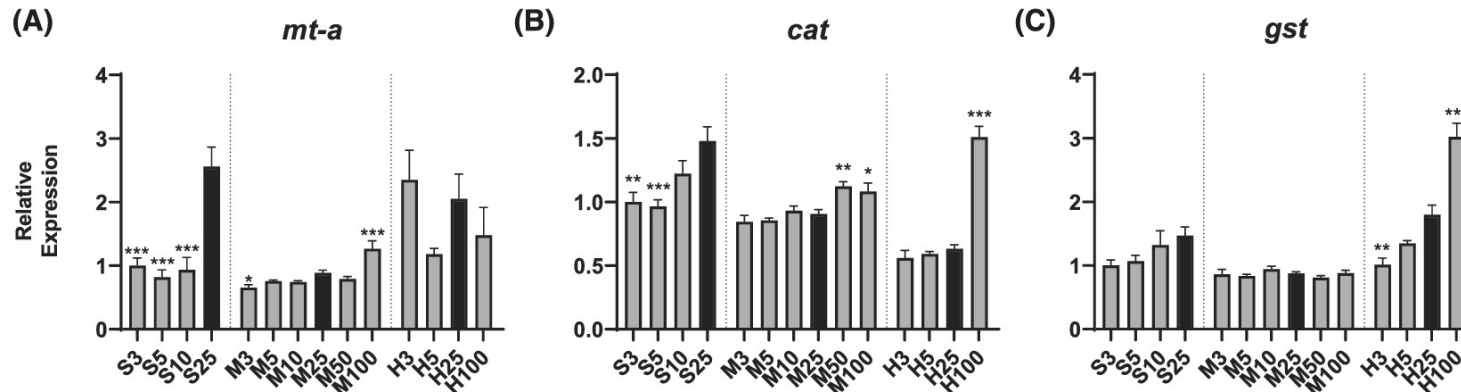 (A) mt-a
(B) cat
(C) gst
Relative
Expression
4
3
2
1
0
*** *** *** * ***
S3 S5 S10 S25 M3 M5 M10 M25 M50 M100 H3 H5 H25 H100
2.0
1.5
1.0
0.5
0.0
** *** ** * ***
S3 S5 S10 S25 M3 M5 M10 M25 M50 M100 H3 H5 H25 H100
4
3
2
1
0
** **
S3 S5 S10 S25 M3 M5 M10 M25 M50 M100 H3 H5 H25 H100